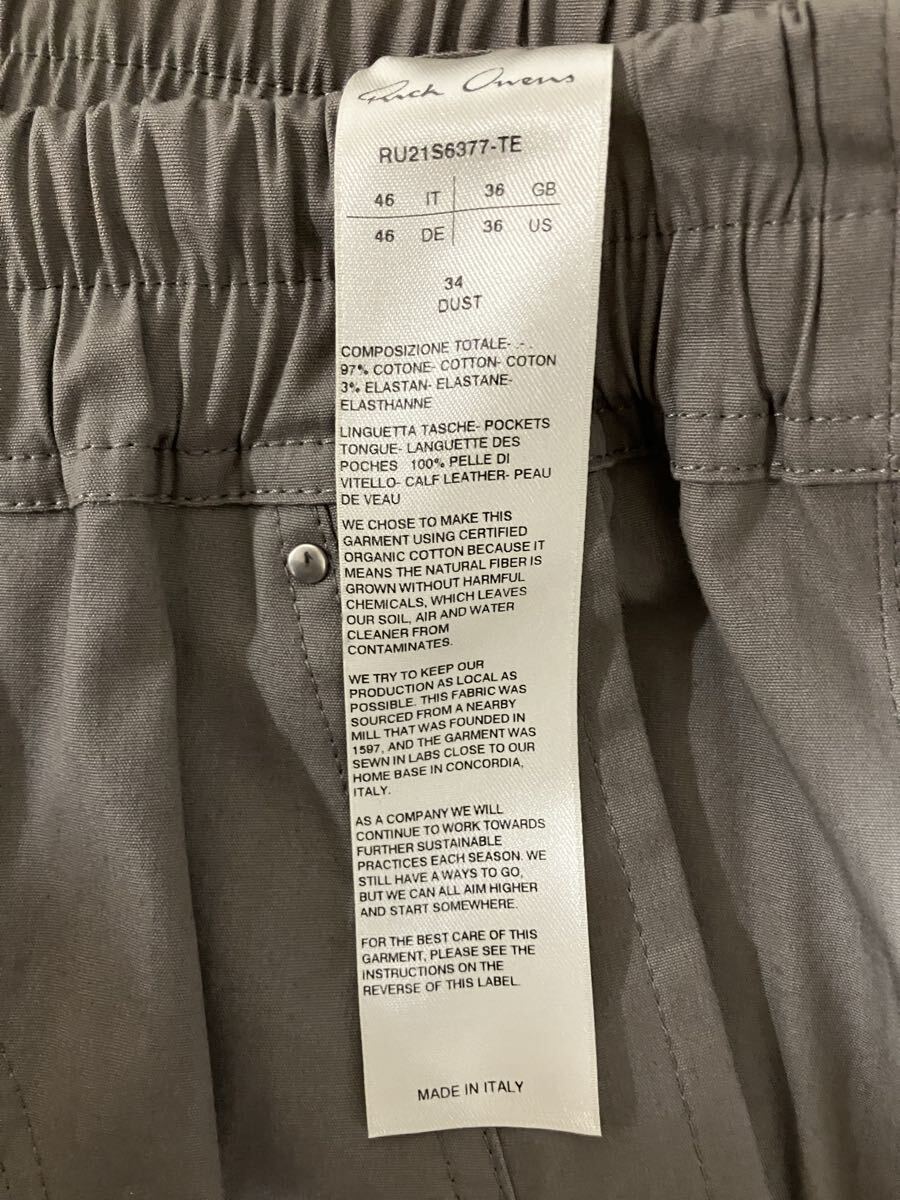 Rick Owens
RU21S6377-TE
46 IT 36 GB
46 DE 36 US
34
DUST
COMPOSIZIONE TOTALE- - .
97% COTONE- COTTON- COTON
3% ELASTAN- ELASTANE-
ELASTHANNE
LINGUETTA TASCHE- POCKETS
TONGUE- LANGUETTE DES
POCHES 100% PELLE DI
VITELLO- CALF LEATHER- PEAU
DE VEAU
WE CHOSE TO MAKE THIS
GARMENT USING CERTIFIED
ORGANIC COTTON BECAUSE IT
MEANS THE NATURAL FIBER IS
GROWN WITHOUT HARMFUL
CHEMICALS, WHICH LEAVES
OUR SOIL, AIR AND WATER
CLEANER FROM
CONTAMINATES.
WE TRY TO KEEP OUR
PRODUCTION AS LOCAL AS
POSSIBLE. THIS FABRIC WAS
SOURCED FROM A NEARBY
MILL THAT WAS FOUNDED IN
1597, AND THE GARMENT WAS
SEWN IN LABS CLOSE TO OUR
HOME BASE IN CONCORDIA,
ITALY.
AS A COMPANY WE WILL
CONTINUE TO WORK TOWARDS
FURTHER SUSTAINABLE
PRACTICES EACH SEASON. WE
STILL HAVE A WAYS TO GO,
BUT WE CAN ALL AIM HIGHER
AND START SOMEWHERE.
FOR THE BEST CARE OF THIS
GARMENT, PLEASE SEE THE
INSTRUCTIONS ON THE
REVERSE OF THIS LABEL.
MADE IN ITALY